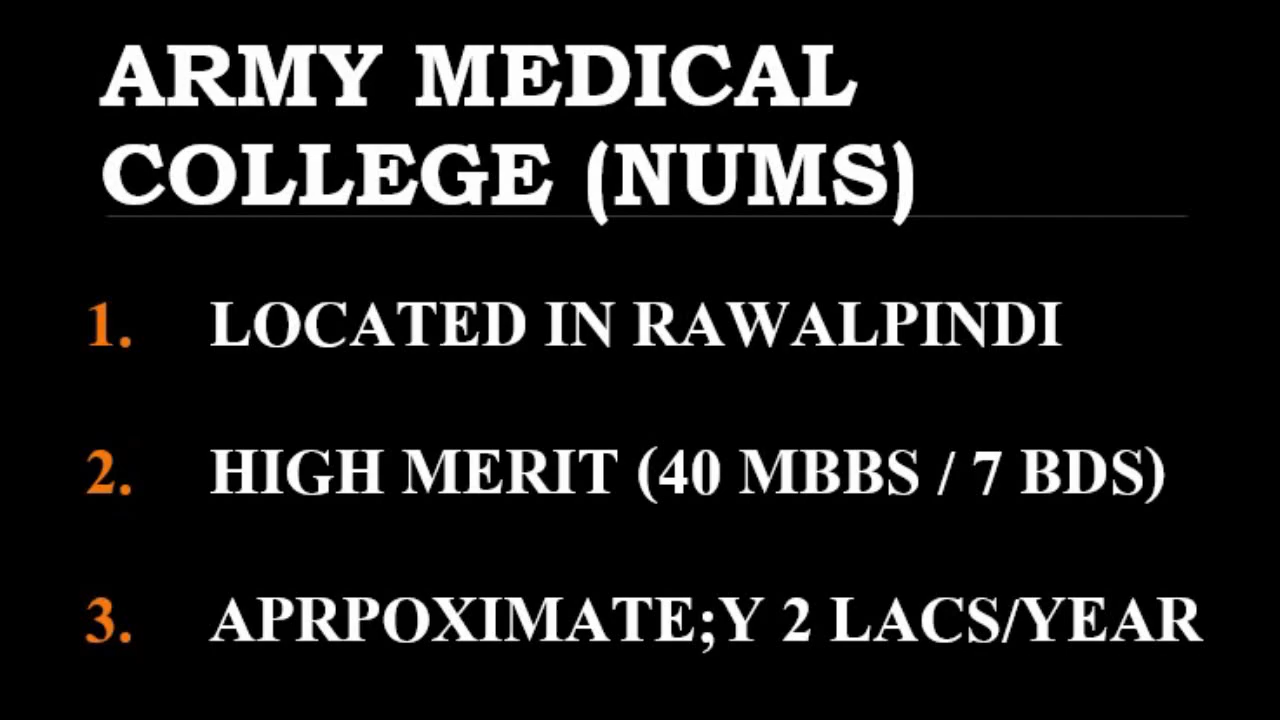 ARMY MEDICAL
COLLEGE (NUMS)
1. LOCATED IN RAWALPINDI
2. HIGH MERIT (40 MBBS / 7 BDS)
3. APRPOXIMATE;Y 2 LACS/YEAR